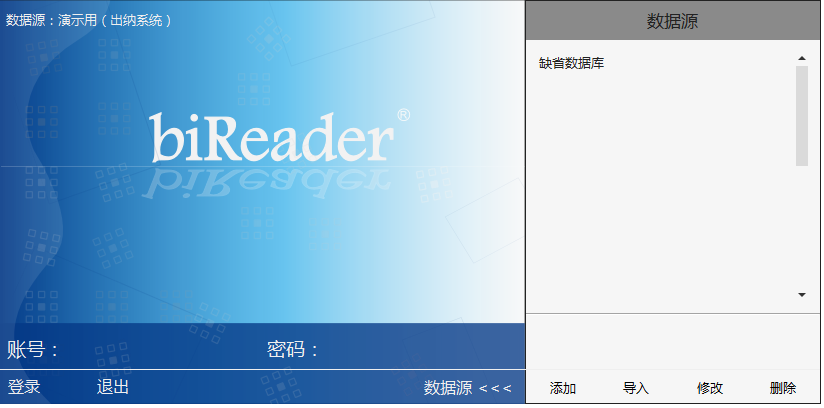 数据源：演示用（出纳系统）
biReader®
账号： 密码：
登录 退出 数据源 <<<
数据源
缺省数据库
添加 导入 修改 删除